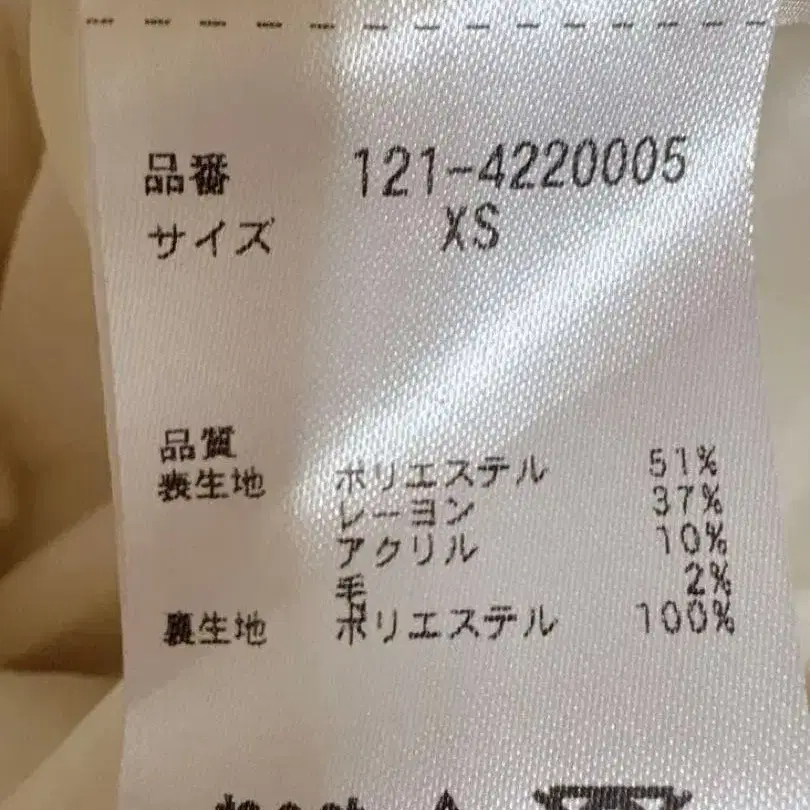 品番 121-4220005
サイズ XS
品質
表生地 ポリエステル 51%
レーヨン 37%
アクリル 10%
毛 2%
裏生地 ポリエステル 100%